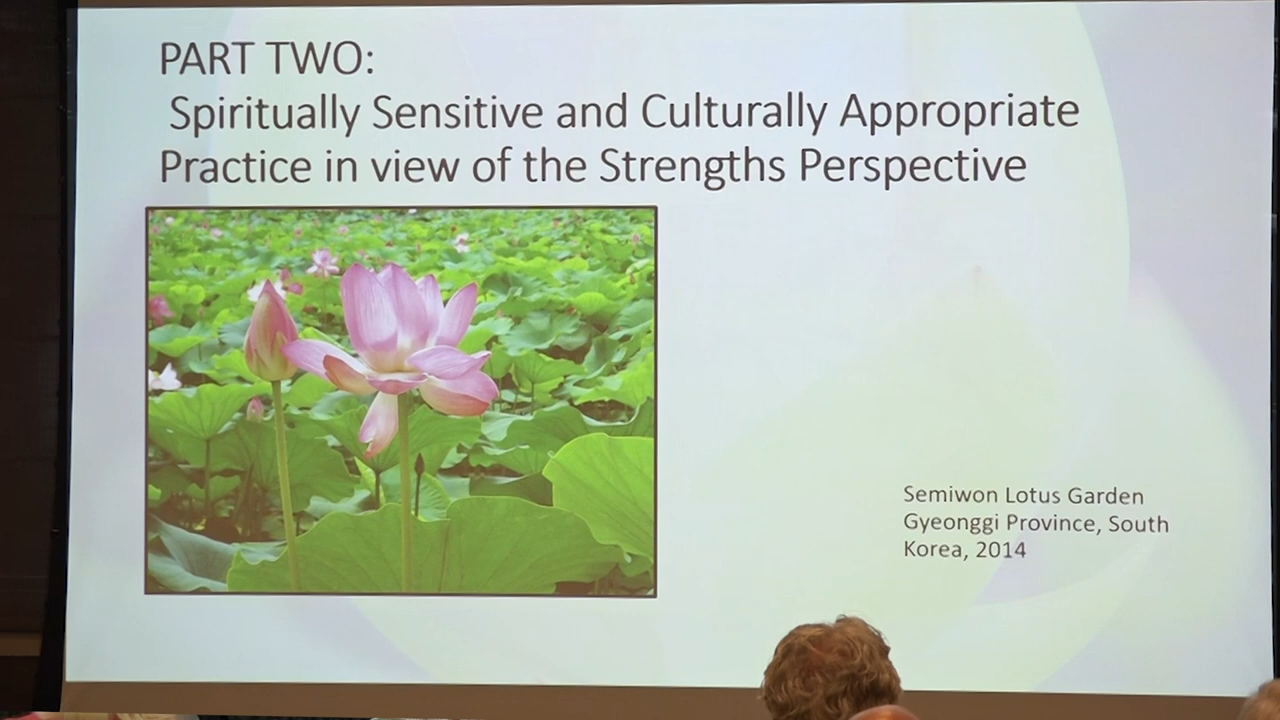 PART TWO:
Spiritually Sensitive and Culturally Appropriate
Practice in view of the Strengths Perspective
Semiwon Lotus Garden
Gyeonggi Province, South
Korea, 2014